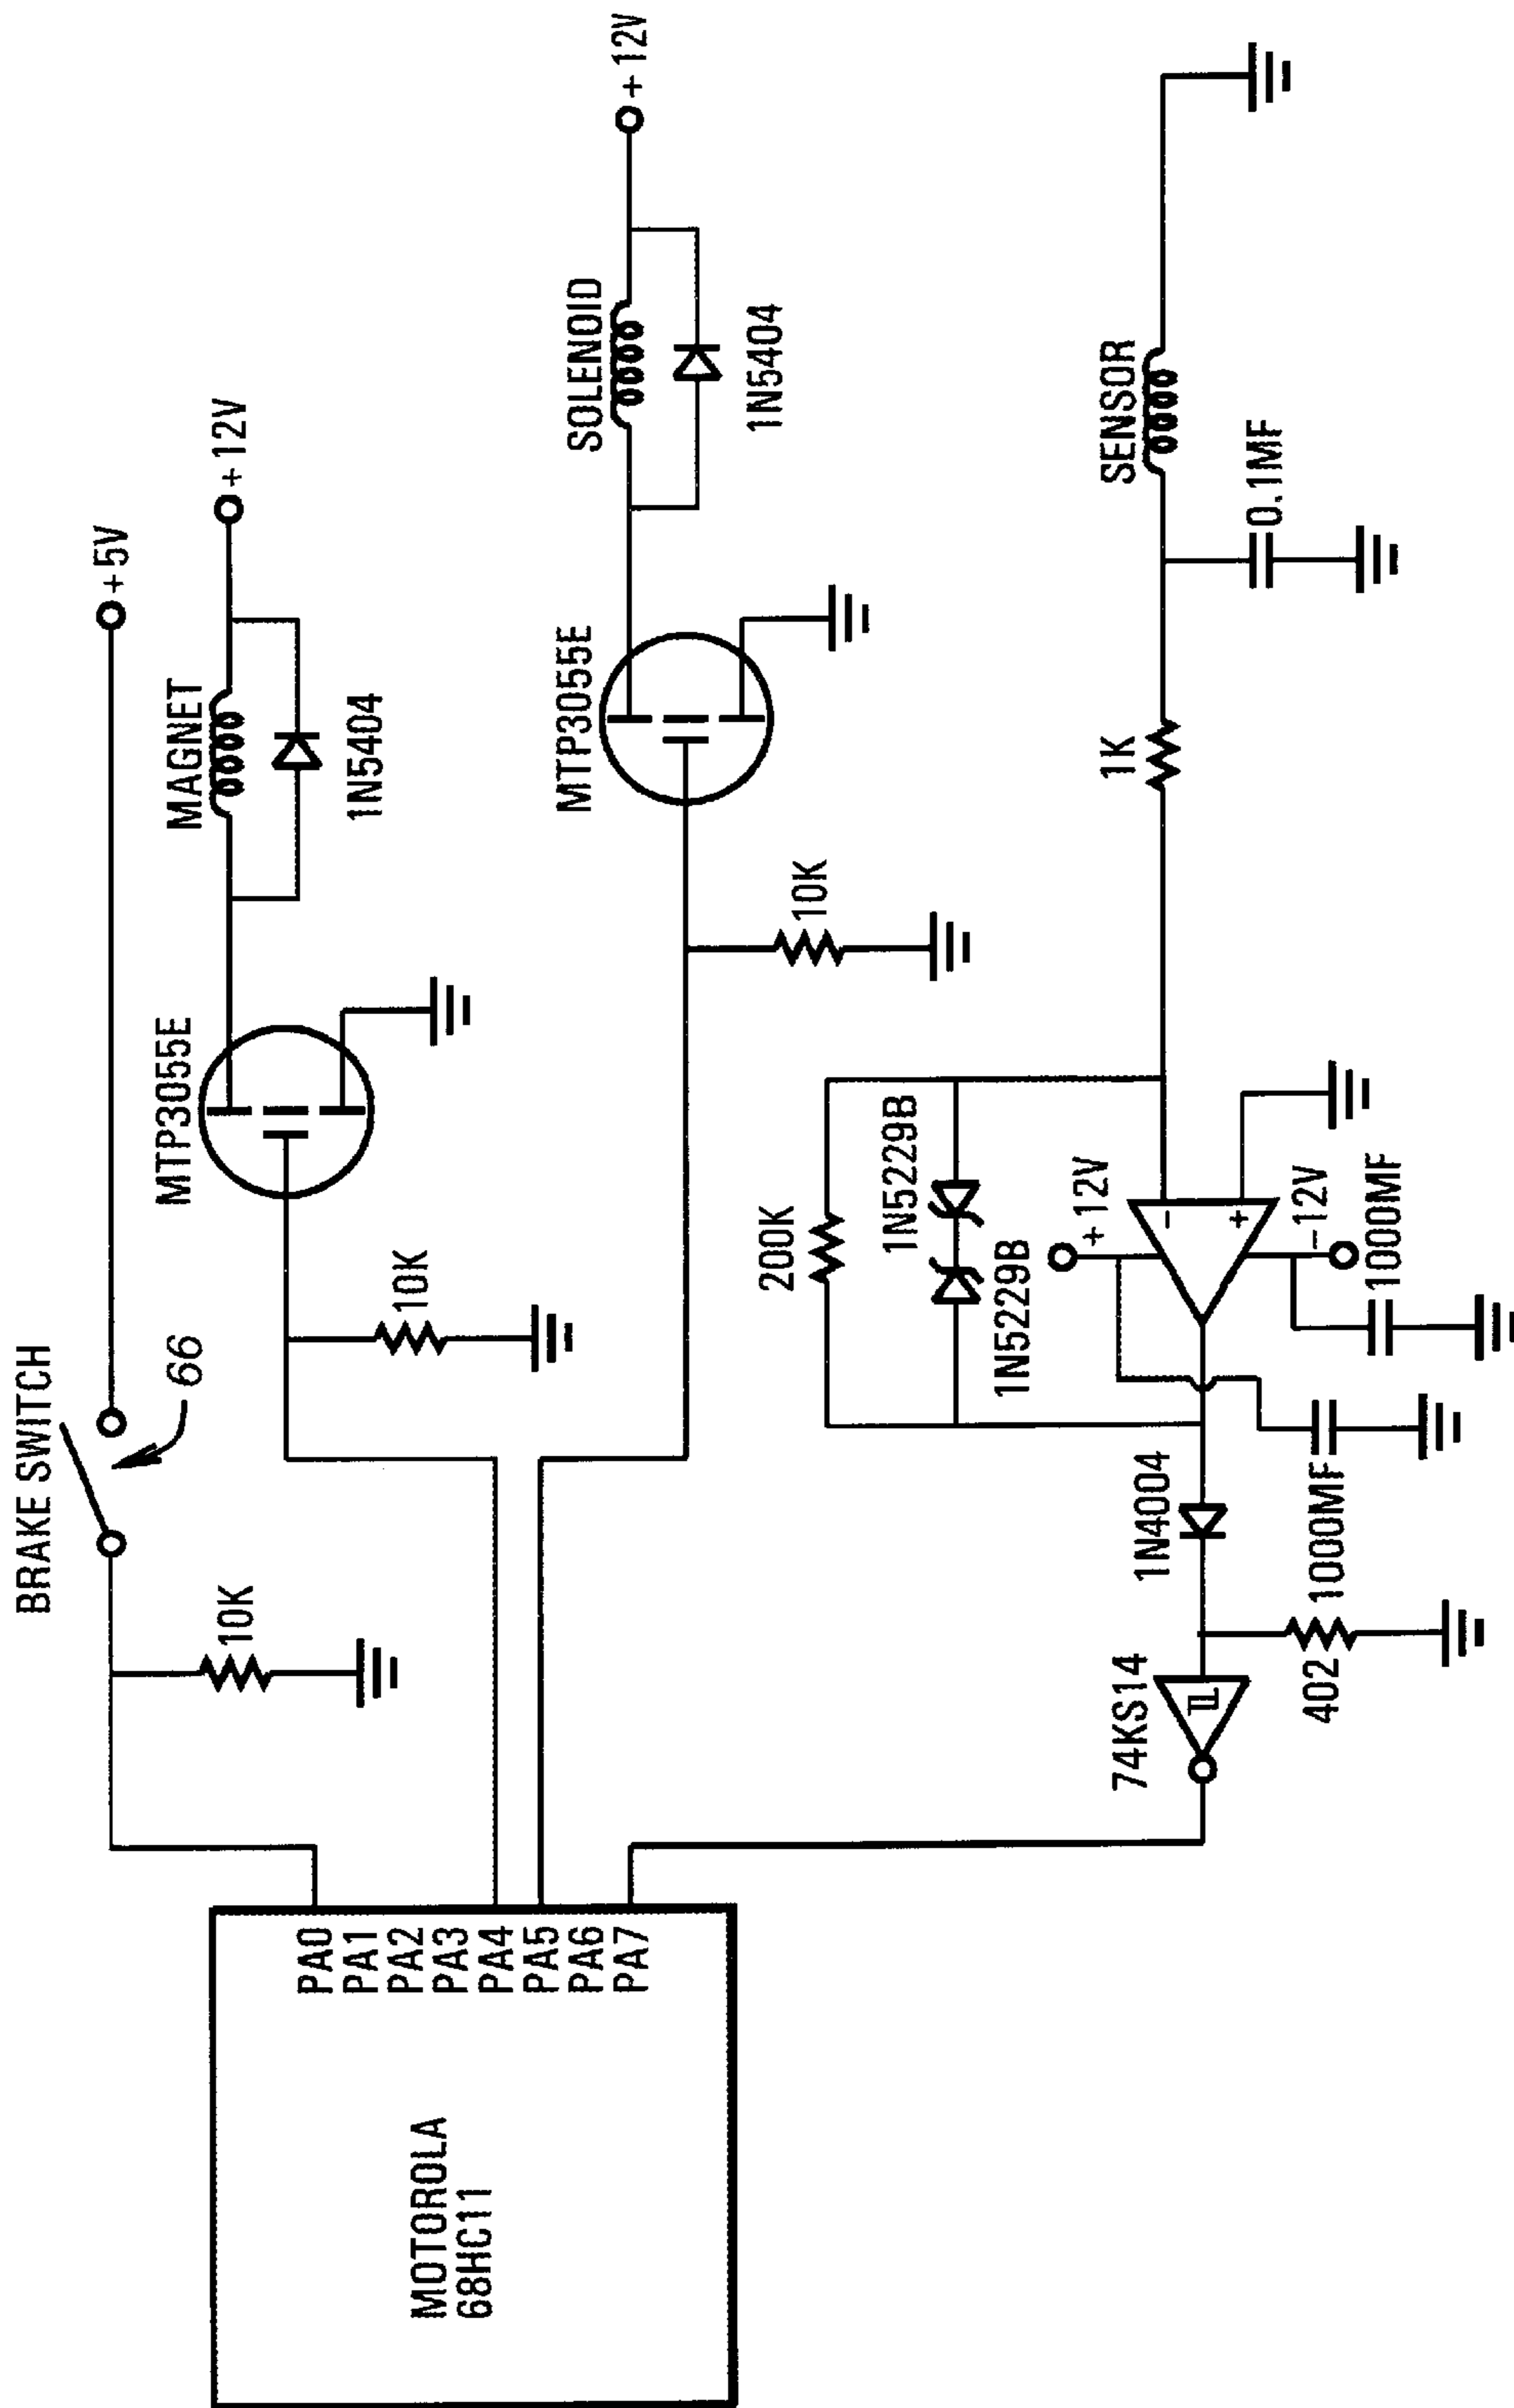 BRAKE SWITCH
66
+5V
10K
MTP3055E
MAGNET
+12V
1N5404
10K
MTP3055E
SOLENOID
+12V
1N5404
10K
MOTOROLA
68HC11
PA0
PA1
PA2
PA3
PA4
PA5
PA6
PA7
200K
1N5229B
1N5229B
+12V
-
+
-12V
1000MF
1K
SENSOR
0.1MF
74KS14
1N4004
402
1000MF